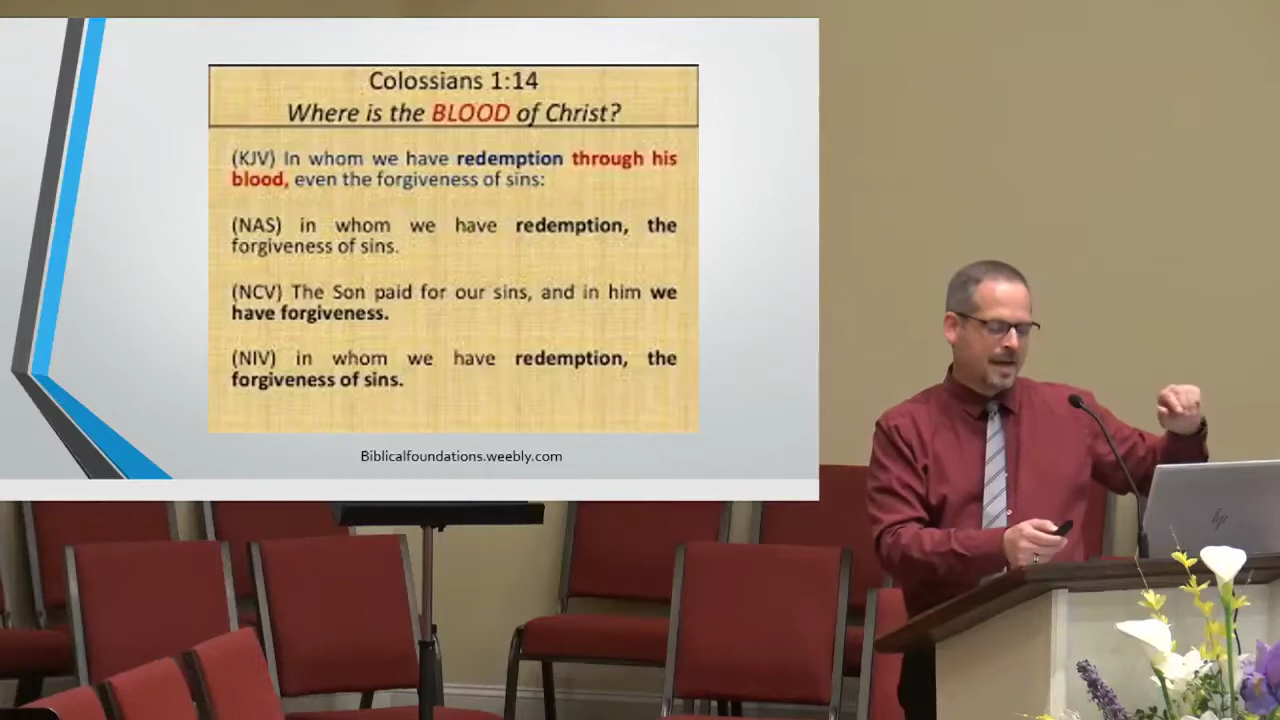 Colossians 1:14
Where is the BLOOD of Christ?
(KJV) In whom we have redemption through his
blood, even the forgiveness of sins:
(NAS) in whom we have redemption, the
forgiveness of sins.
(NCV) The Son paid for our sins, and in him we
have forgiveness.
(NIV) in whom we have redemption, the
forgiveness of sins.
Biblicalfoundations.weebly.com
hp